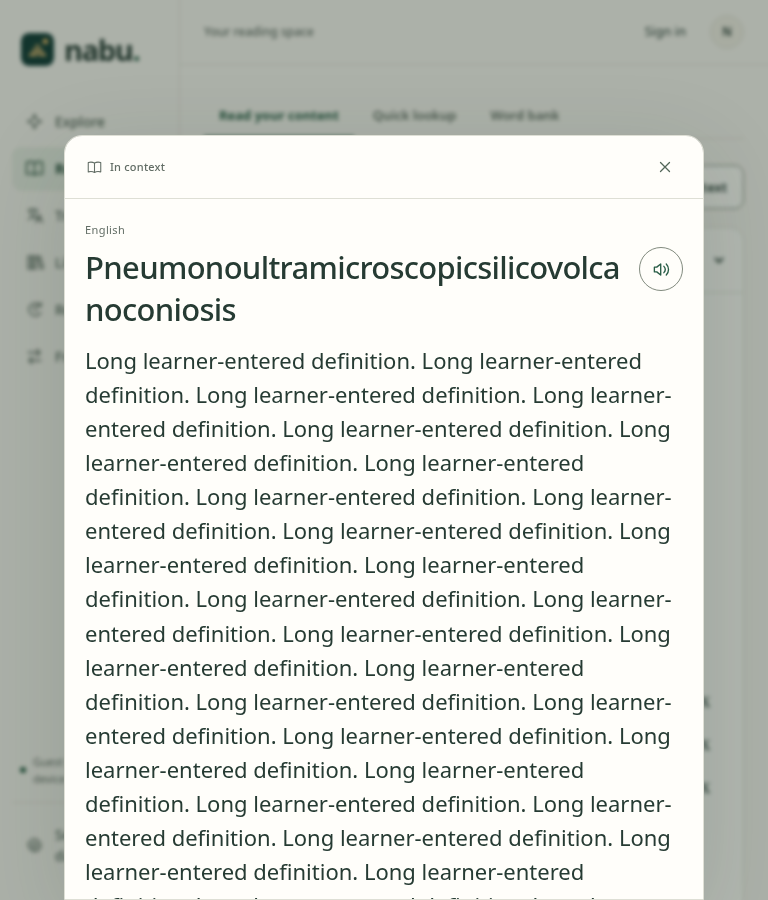 nabu.
Your reading space
Sign in
N
Explore
Read your content
Quick lookup
Word bank
In context
English
Pneumonoultramicroscopicsilicovolca
noconiosis
Long learner-entered definition. Long learner-entered
definition. Long learner-entered definition. Long learner-
entered definition. Long learner-entered definition. Long
learner-entered definition. Long learner-entered
definition. Long learner-entered definition. Long learner-
entered definition. Long learner-entered definition. Long
learner-entered definition. Long learner-entered
definition. Long learner-entered definition. Long learner-
entered definition. Long learner-entered definition. Long
learner-entered definition. Long learner-entered
definition. Long learner-entered definition. Long learner-
entered definition. Long learner-entered definition. Long
learner-entered definition. Long learner-entered
definition. Long learner-entered definition. Long learner-
entered definition. Long learner-entered definition. Long
learner-entered definition. Long learner-entered